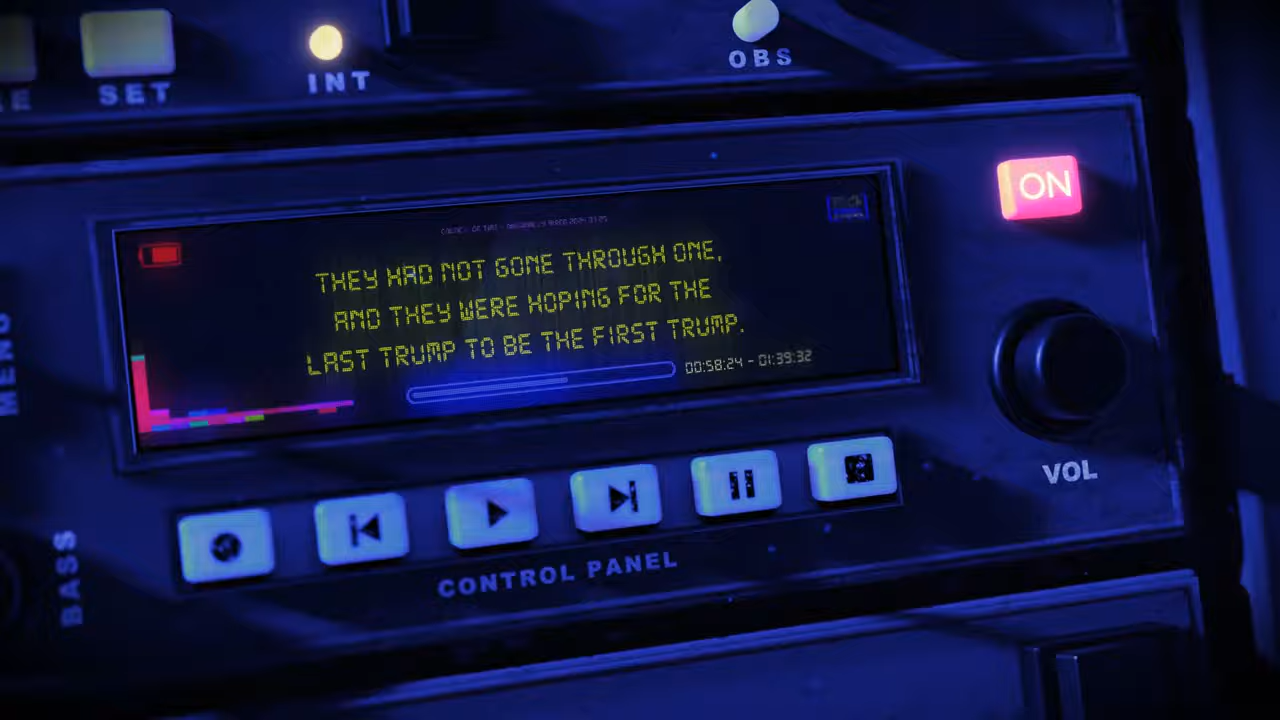 SET
INT
OBS
ON
THEY HAD NOT GONE THROUGH ONE,
AND THEY WERE HOPING FOR THE
LAST TRUMP TO BE THE FIRST TRUMP.
00:58:24 - 01:39:32
VOL
CONTROL PANEL
BASS